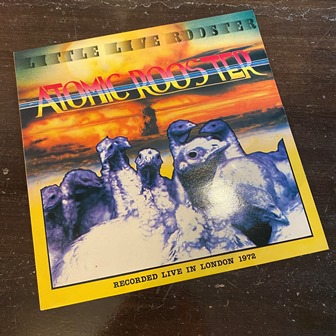 LITTLE LIVE ROOSTER
ATOMIC ROOSTER
RECORDED LIVE IN LONDON 1972